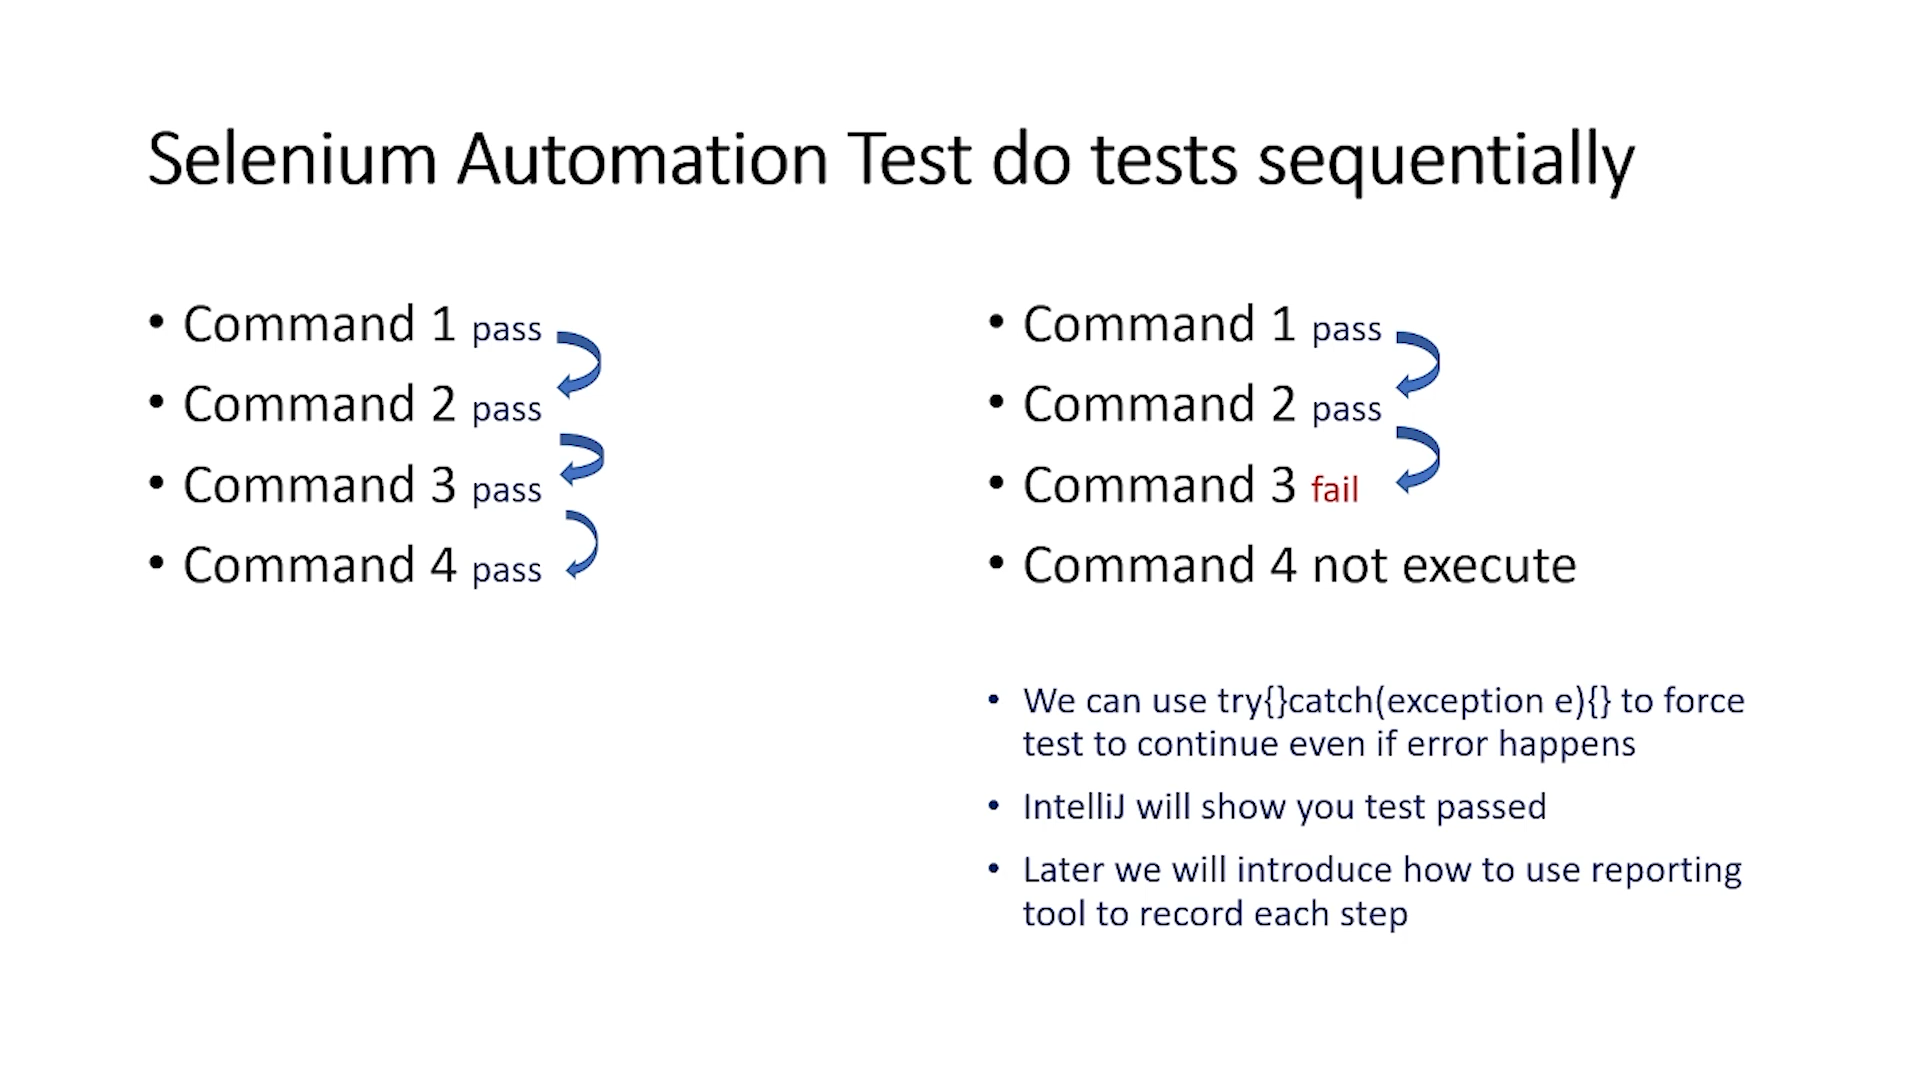 Selenium Automation Test do tests sequentially
• Command 1 pass
• Command 2 pass
• Command 3 pass
• Command 4 pass
• Command 1 pass
• Command 2 pass
• Command 3 fail
• Command 4 not execute
• We can use try{}catch(exception e){} to force
test to continue even if error happens
• IntelliJ will show you test passed
• Later we will introduce how to use reporting
tool to record each step